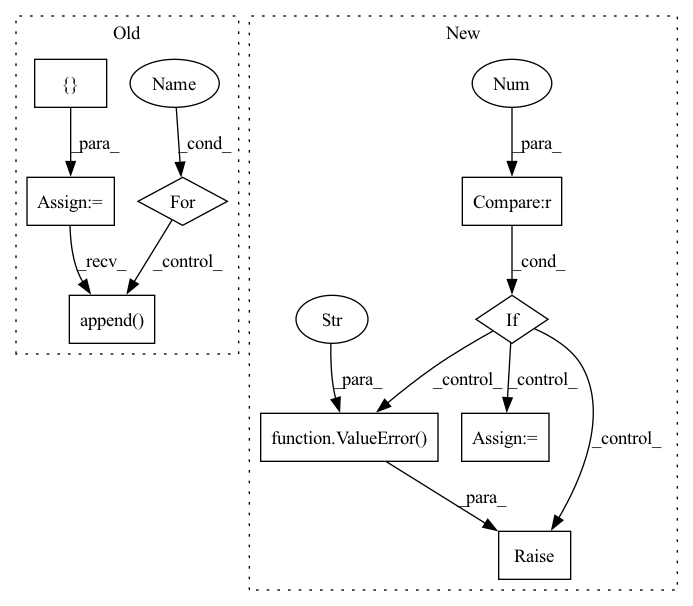 Old
New
{}
Name
Num
_para_
_cond_
_para_
Assign:=
For
Compare:r
_recv_
_control_
_cond_
append()
Str
If
_para_
_control_
_control_
function.ValueError()
Assign:=
_control_
_para_
Raise